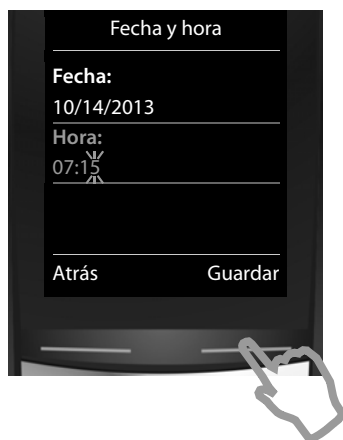 Fecha y hora
Fecha:
10/14/2013
Hora:
07:15
Atrás Guardar